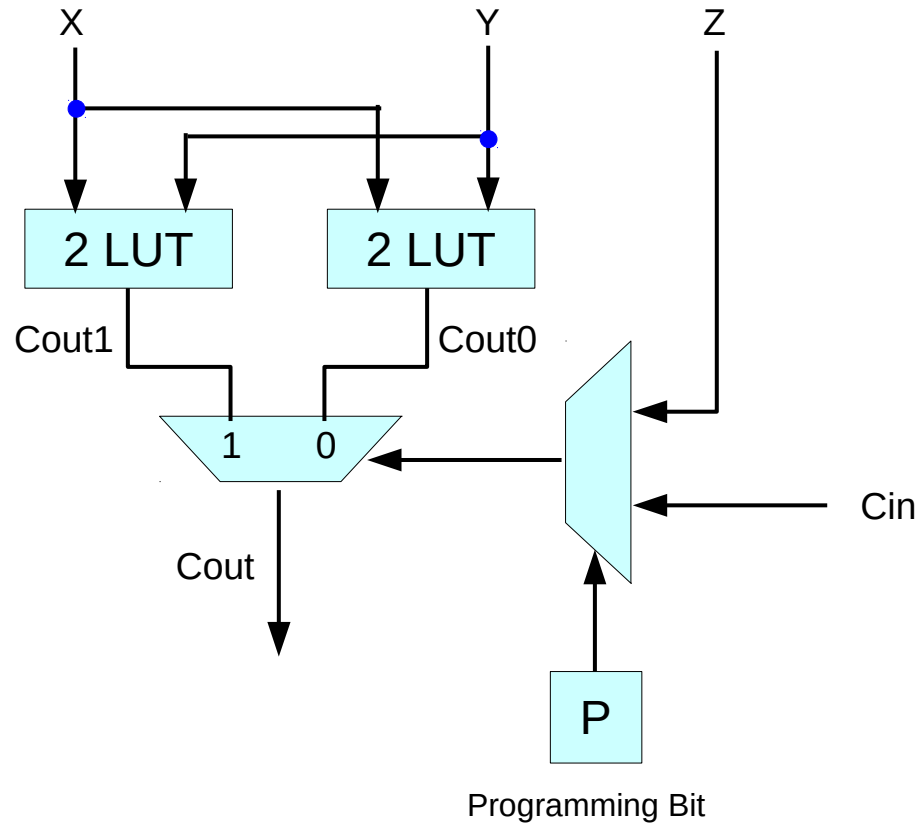 X
Y
Z
2 LUT
2 LUT
Cout1
Cout0
1
0
Cin
Cout
P
Programming Bit